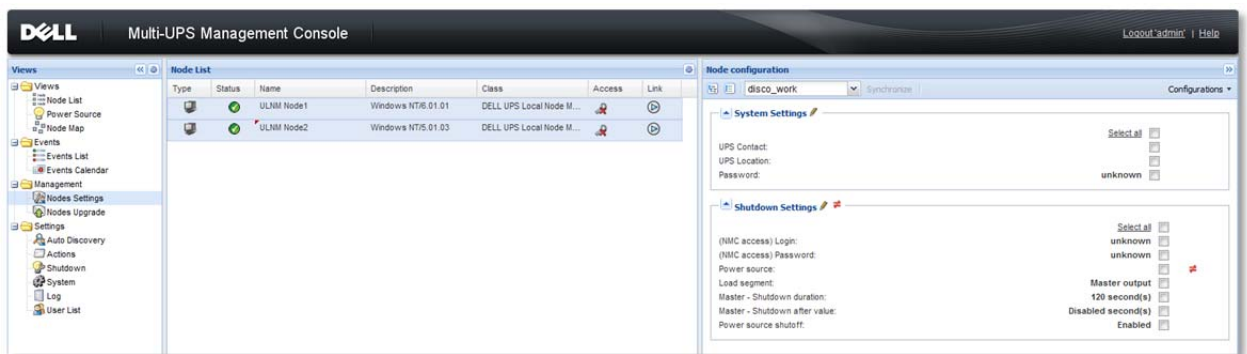 DELL Multi-UPS Management Console Logout 'admin' | Help
Views
Views
Node List
Power Source
Node Map
Events
Events List
Events Calendar
Management
Nodes Settings
Nodes Upgrade
Settings
Auto Discovery
Actions
Shutdown
System
Log
User List
Node List
Type Status Name Description Class Access Link
ULNM Node1 Windows NT/6.01.01 DELL UPS Local Node M...
ULNM Node2 Windows NT/5.01.03 DELL UPS Local Node M...
Node configuration
disco_work Synchronize Configurations
System Settings
Select all
UPS Contact:
UPS Location:
Password: unknown
Shutdown Settings
Select all
(NMC access) Login: unknown
(NMC access) Password: unknown
Power source:
Load segment: Master output
Master - Shutdown duration: 120 second(s)
Master - Shutdown after value: Disabled second(s)
Power source shutoff: Enabled